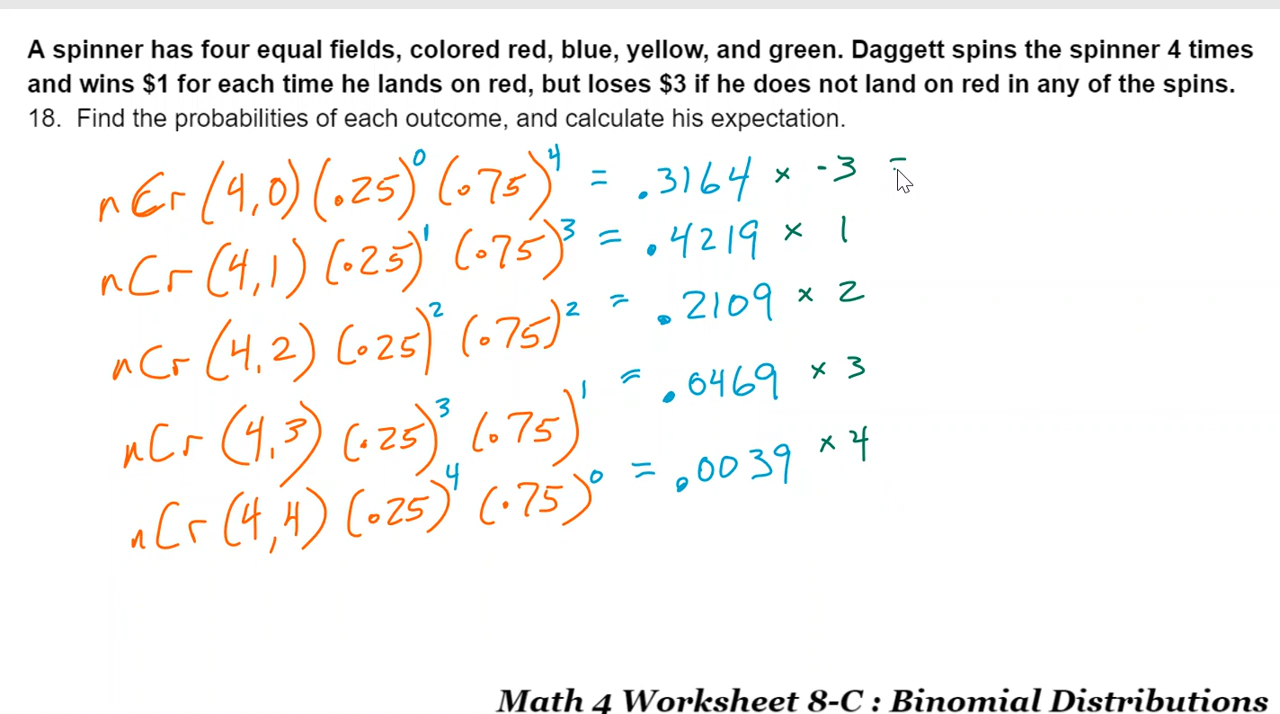 A spinner has four equal fields, colored red, blue, yellow, and green. Daggett spins the spinner 4 times
and wins $1 for each time he lands on red, but loses $3 if he does not land on red in any of the spins.
18. Find the probabilities of each outcome, and calculate his expectation.
nCr (4,0) (.25)^0 (.75)^4 = .3164 × -3 =
nCr (4,1) (.25)^1 (.75)^3 = .4219 × 1
nCr (4,2) (.25)^2 (.75)^2 = .2109 × 2
nCr (4,3) (.25)^3 (.75)^1 = .0469 × 3
nCr (4,4) (.25)^4 (.75)^0 = .0039 × 4
Math 4 Worksheet 8-C : Binomial Distributions